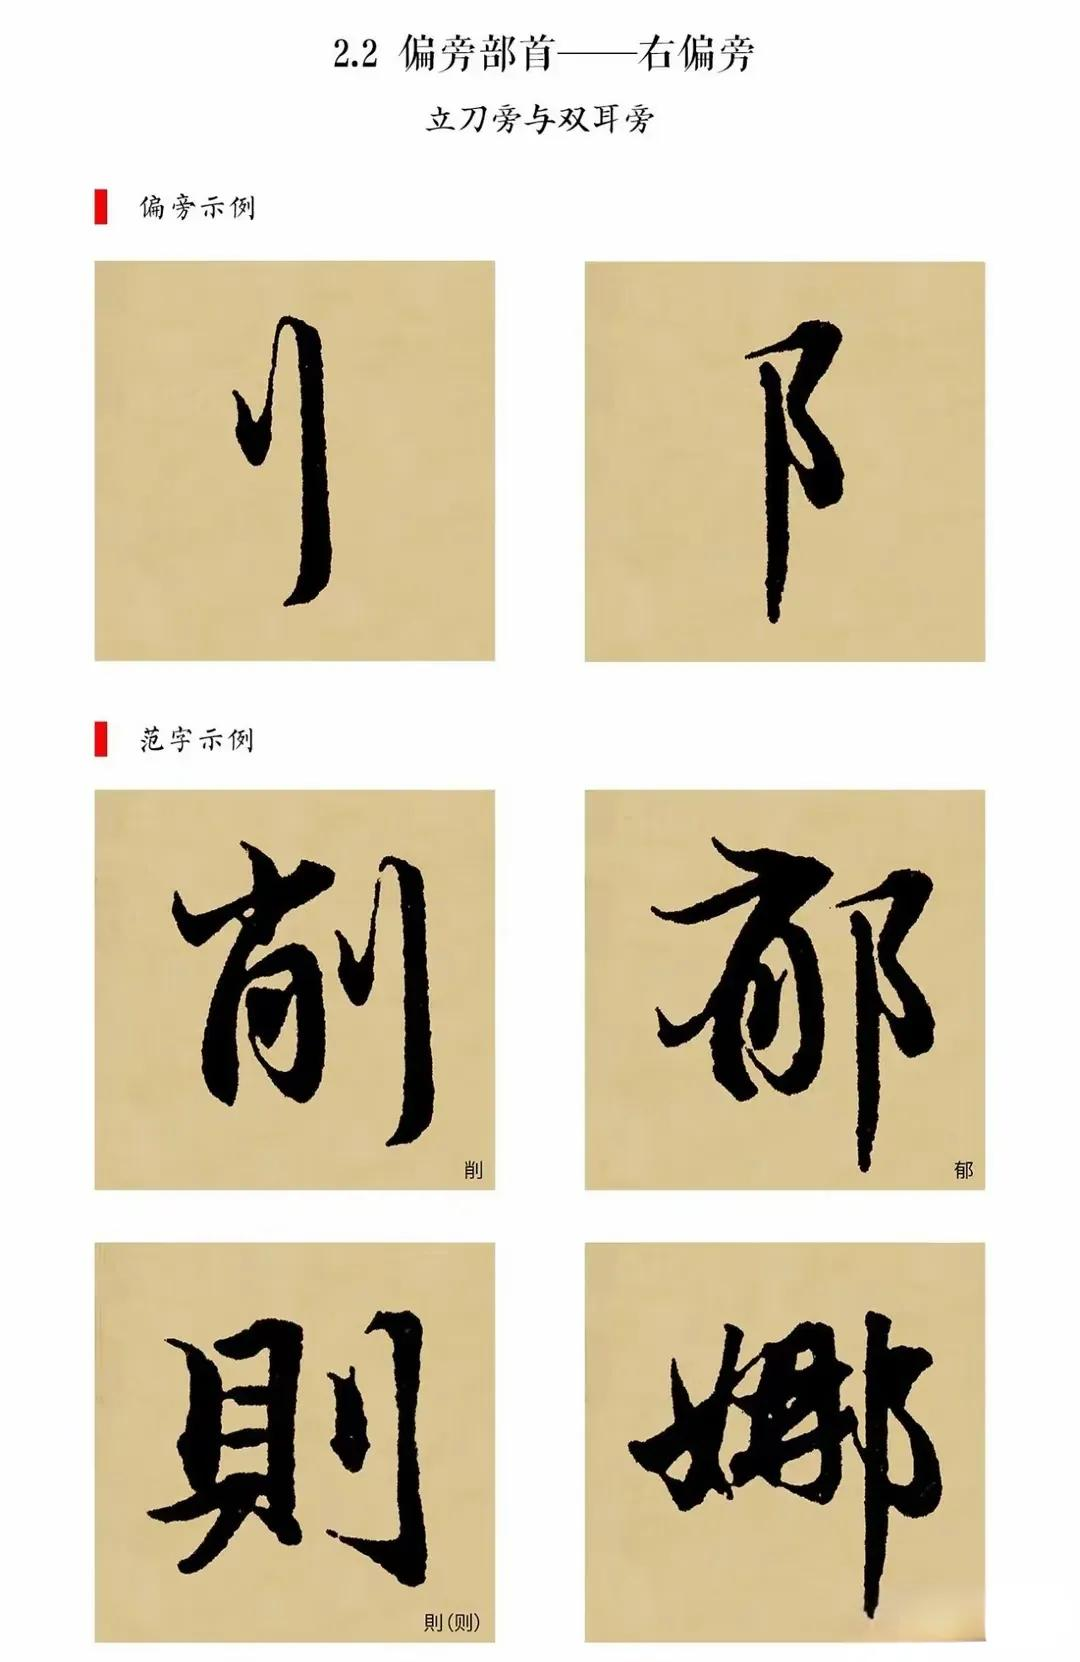 2.2 偏旁部首——右偏旁
立刀旁与双耳旁
偏旁示例
刂 阝
范字示例
削 郁
削 郁
則 娜
則(则)